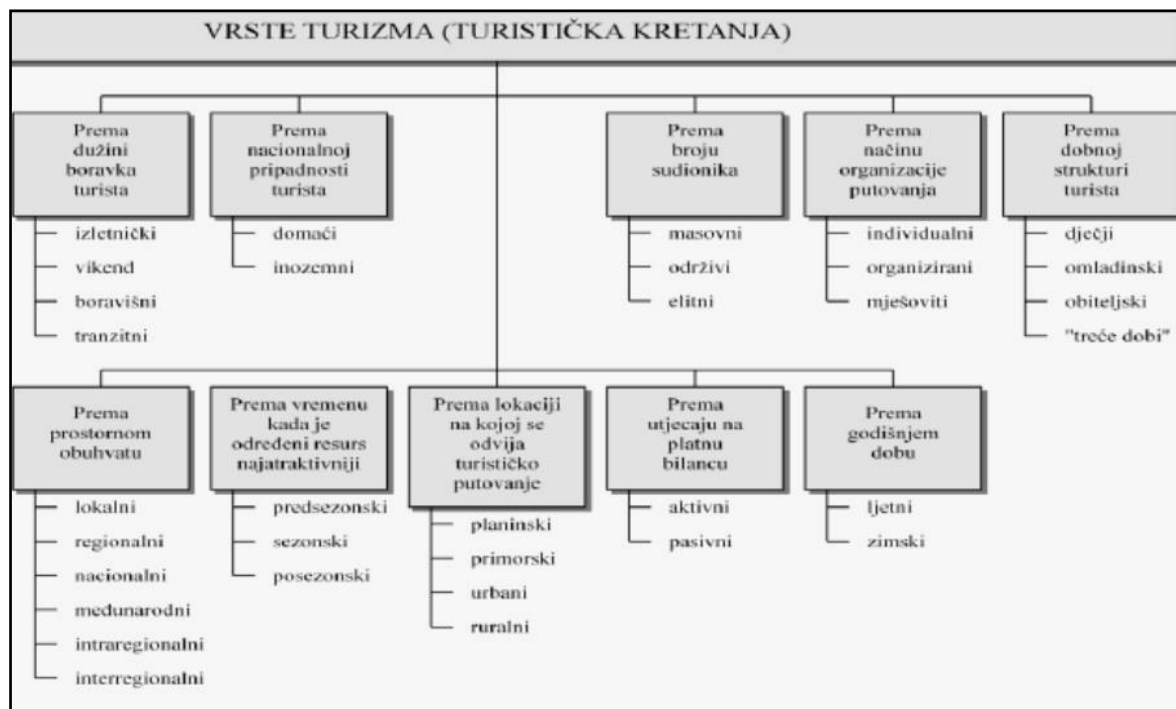 VRSTE TURIZMA (TURISTIČKA KRETANJA)
Prema
dužini
boravka
turista
izletnički
vikend
boravišni
tranzitni
Prema
nacionalnoj
pripadnosti
turista
domaći
inozemni
Prema
broju
sudionika
masovni
održivi
elitni
Prema
načinu
organizacije
putovanja
individualni
organizirani
mješoviti
Prema
dobnoj
strukturi
turista
dječji
omladinski
obiteljski
"treće dobi"
Prema
prostornom
obuhvatu
lokalni
regionalni
nacionalni
međunarodni
intraregionalni
interregionalni
Prema vremenu
kada je
određeni resurs
najatraktivniji
predsezonski
sezonski
posezonski
Prema lokaciji
na kojoj se
odvija
turističko
putovanje
planinski
primorski
urbani
ruralni
Prema
utjecaju na
platnu
bilancu
aktivni
pasivni
Prema
godišnjem
dobu
ljetni
zimski